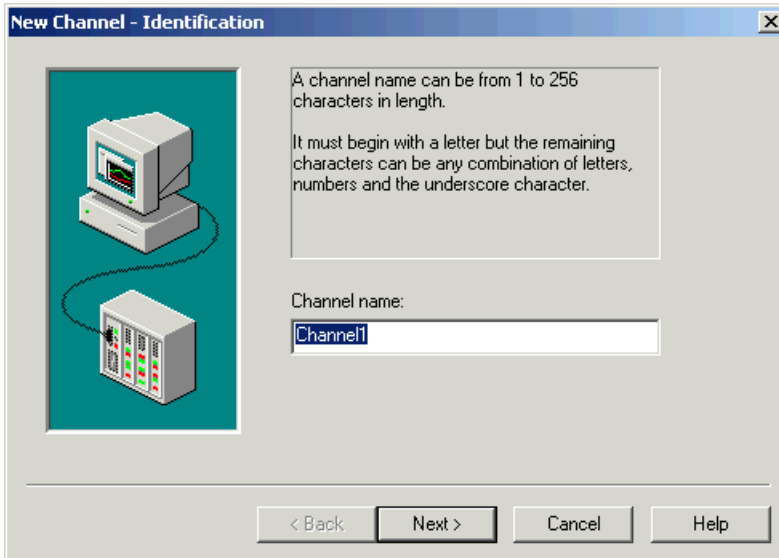 New Channel - Identification
A channel name can be from 1 to 256
characters in length.
It must begin with a letter but the remaining
characters can be any combination of letters,
numbers and the underscore character.
Channel name:
Channel1
< Back
Next >
Cancel
Help